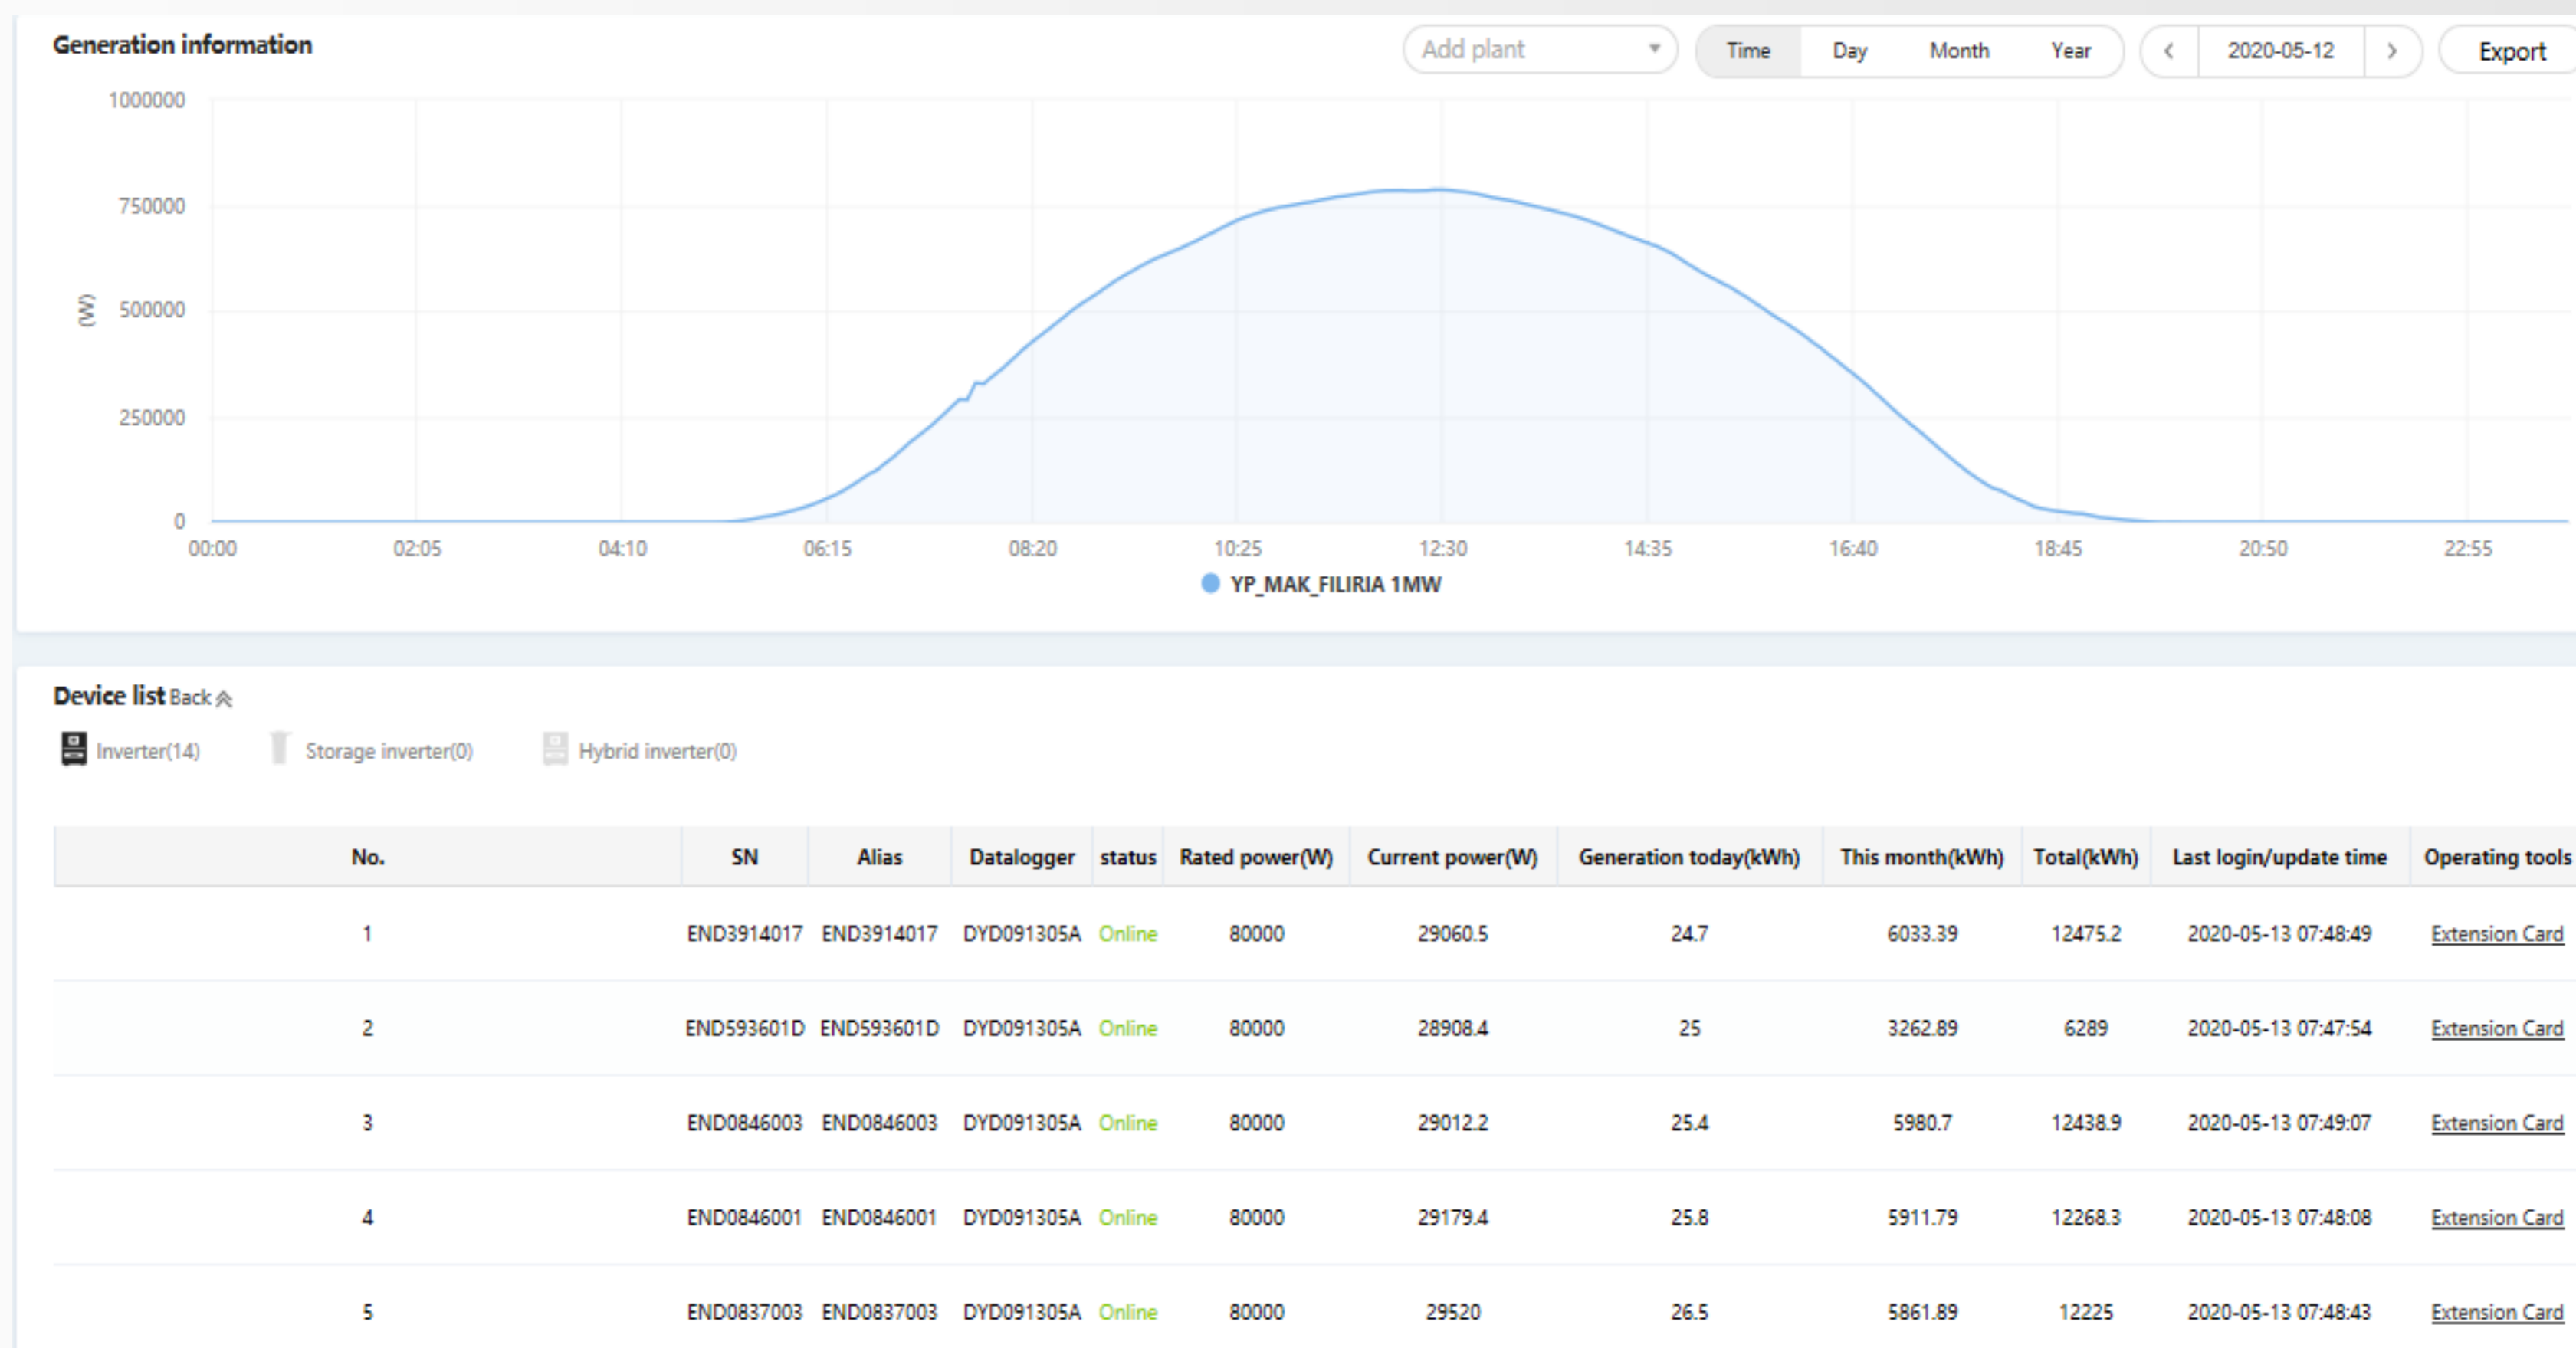 Generation information
Add plant
Time Day Month Year
2020-05-12
Export
1000000
750000
500000
250000
0
(W)
00:00 02:05 04:10 06:15 08:20 10:25 12:30 14:35 16:40 18:45 20:50 22:55
YP_MAK_FILIRIA 1MW
Device list Back
Inverter(14) Storage inverter(0) Hybrid inverter(0)
No. SN Alias Datalogger status Rated power(W) Current power(W) Generation today(kWh) This month(kWh) Total(kWh) Last login/update time Operating tools
1 END3914017 END3914017 DYD091305A Online 80000 29060.5 24.7 6033.39 12475.2 2020-05-13 07:48:49 Extension Card
2 END593601D END593601D DYD091305A Online 80000 28908.4 25 3262.89 6289 2020-05-13 07:47:54 Extension Card
3 END0846003 END0846003 DYD091305A Online 80000 29012.2 25.4 5980.7 12438.9 2020-05-13 07:49:07 Extension Card
4 END0846001 END0846001 DYD091305A Online 80000 29179.4 25.8 5911.79 12268.3 2020-05-13 07:48:08 Extension Card
5 END0837003 END0837003 DYD091305A Online 80000 29520 26.5 5861.89 12225 2020-05-13 07:48:43 Extension Card